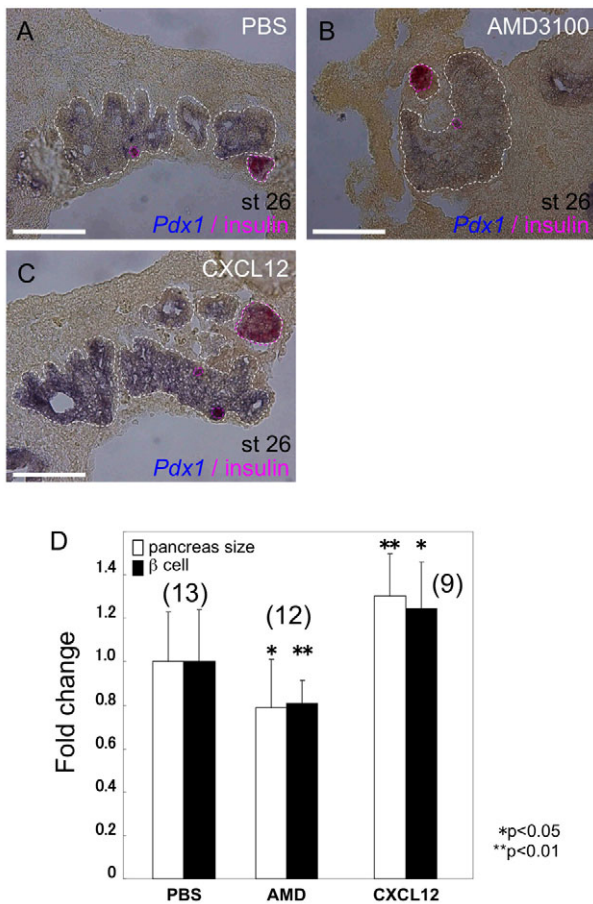 A
PBS
st 26
Pdx1 / insulin
B
AMD3100
st 26
Pdx1 / insulin
C
CXCL12
st 26
Pdx1 / insulin
D
pancreas size
β cell
(13)
(12)
(9)
* **
** *
Fold change
1.4
1.2
1.0
0.8
0.6
0.4
0.2
0
PBS AMD CXCL12
*p<0.05
**p<0.01